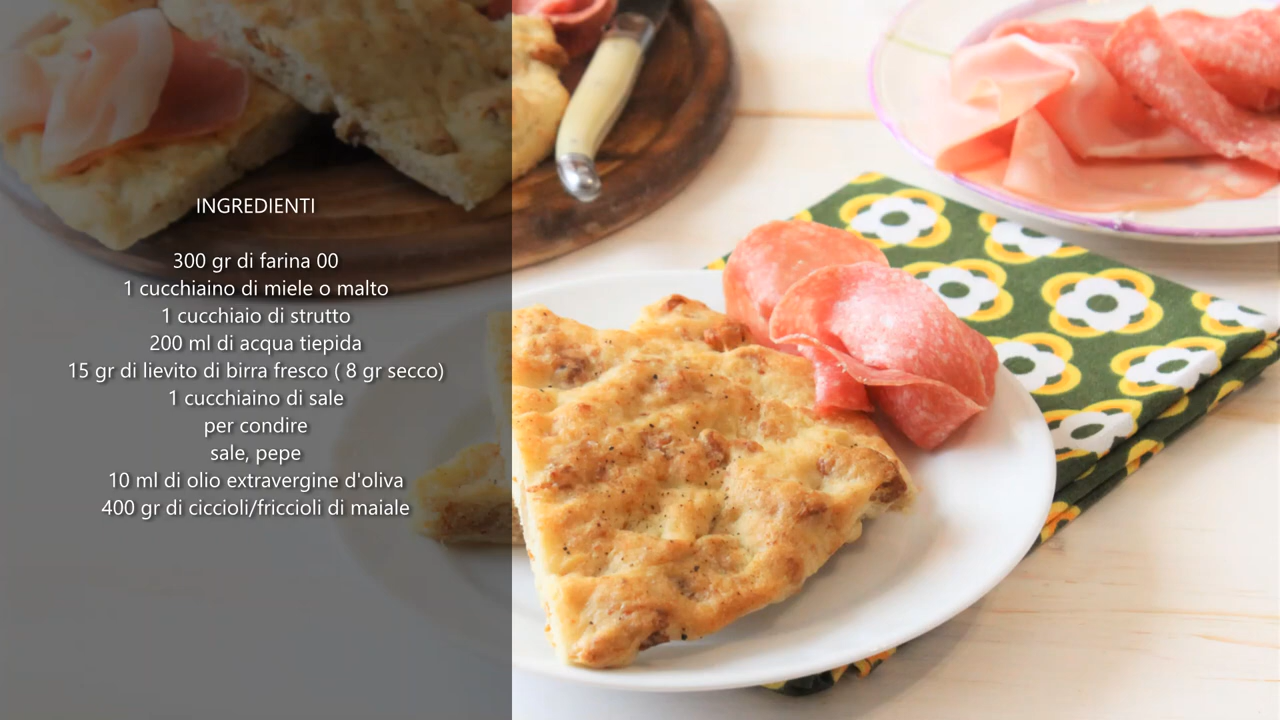 INGREDIENTI
300 gr di farina 00
1 cucchiaino di miele o malto
1 cucchiaio di strutto
200 ml di acqua tiepida
15 gr di lievito di birra fresco ( 8 gr secco)
1 cucchiaino di sale
per condire
sale, pepe
10 ml di olio extravergine d'oliva
400 gr di ciccioli/friccioli di maiale